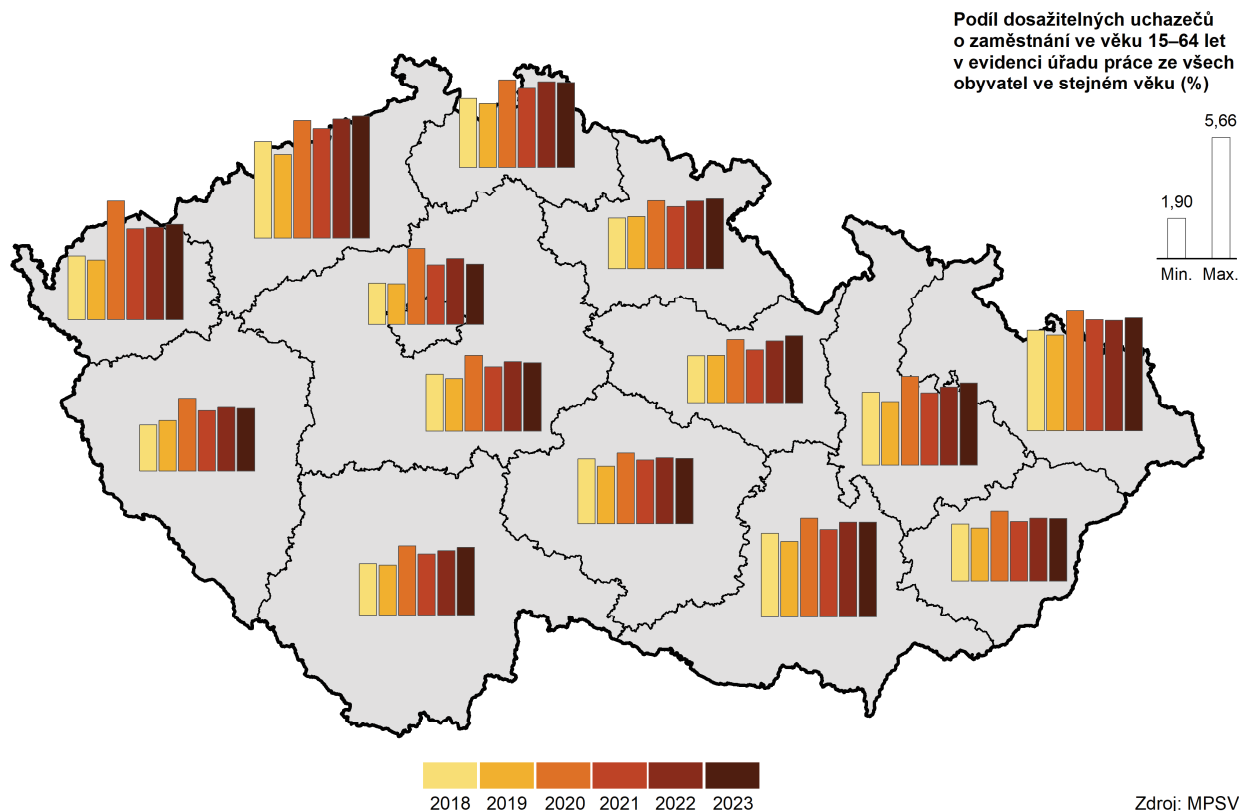 Podíl dosažitelných uchazečů
o zaměstnání ve věku 15–64 let
v evidenci úřadu práce ze všech
obyvatel ve stejném věku (%)
5,66
1,90
Min. Max.
2018 2019 2020 2021 2022 2023
Zdroj: MPSV